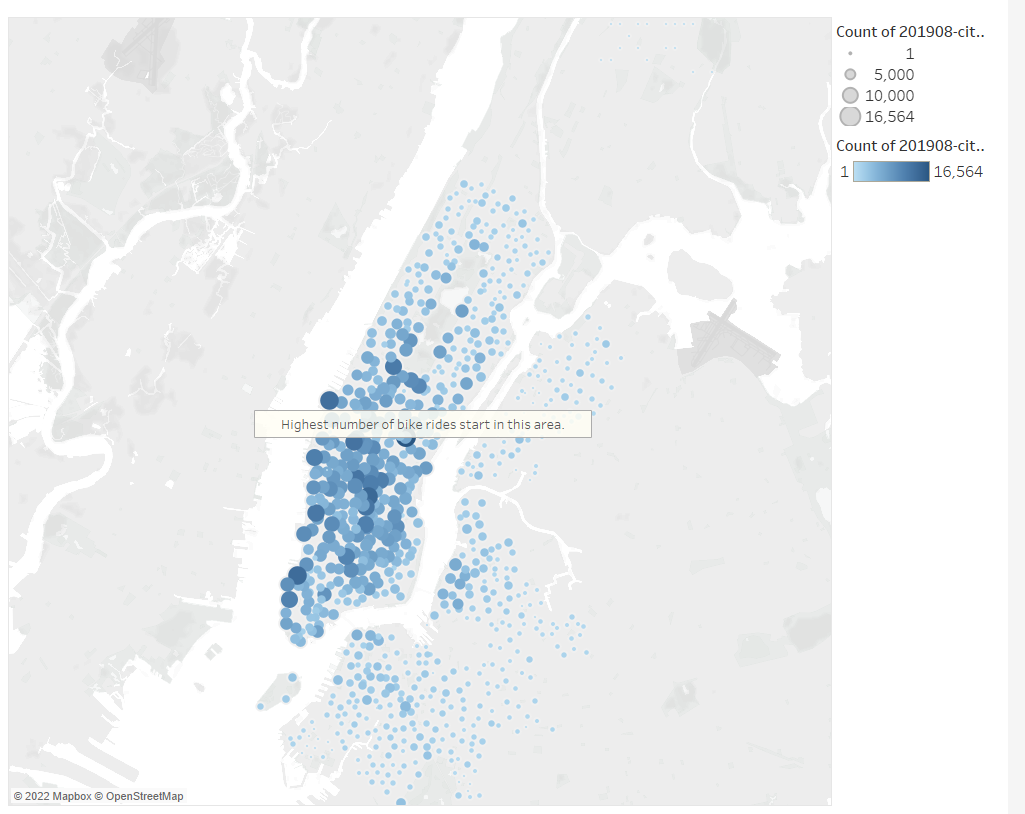 Count of 201908-cit..
1
5,000
10,000
16,564
Count of 201908-cit..
1 16,564
Highest number of bike rides start in this area.
© 2022 Mapbox © OpenStreetMap